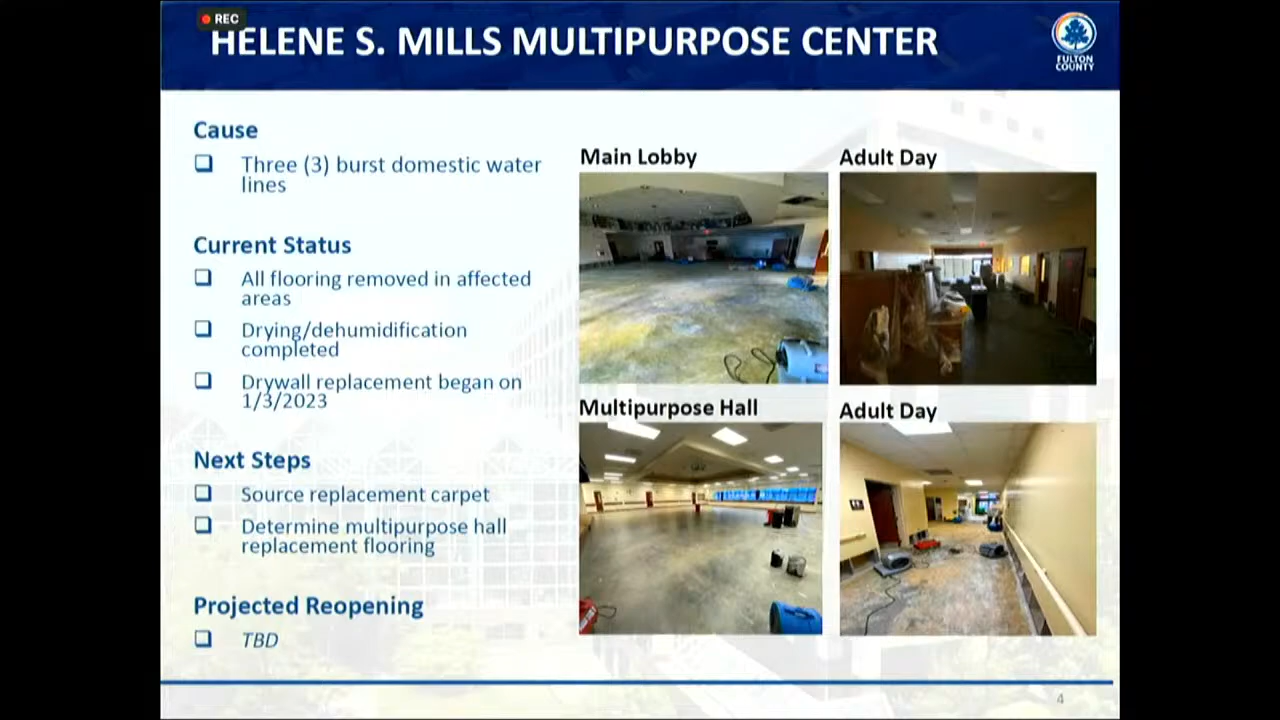 REC
HELENE S. MILLS MULTIPURPOSE CENTER
FULTON
COUNTY
Cause
Three (3) burst domestic water
lines
Current Status
All flooring removed in affected
areas
Drying/dehumidification
completed
Drywall replacement began on
1/3/2023
Next Steps
Source replacement carpet
Determine multipurpose hall
replacement flooring
Projected Reopening
TBD
Main Lobby
Adult Day
Multipurpose Hall
Adult Day
4